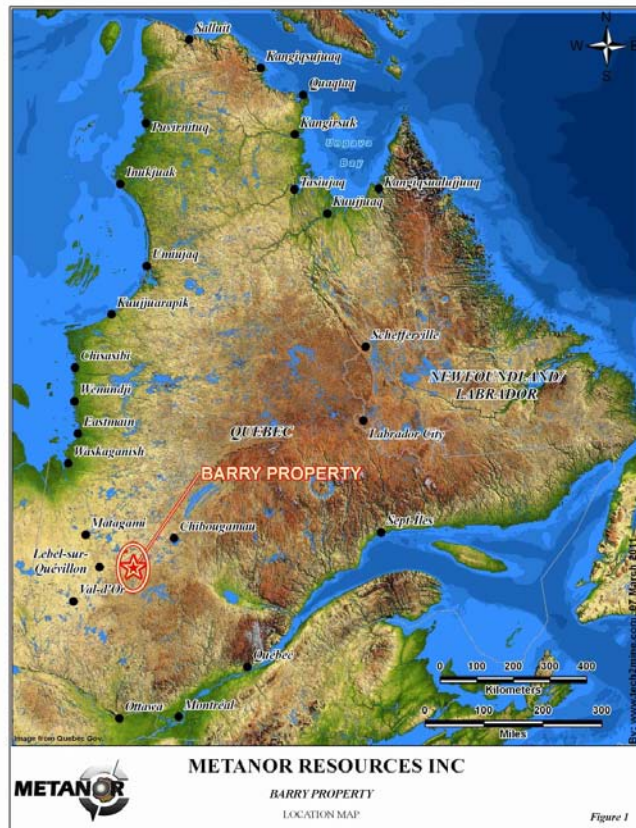 N
W E
S
Salluit
Kangiqsujuaq
Quaqtaq
Puvirnituq
Kangirsuk
Ungava
Bay
Inukjuak
Tasiujaq
Kangiqsualujjuaq
Kuujjuaq
Umiujaq
Kuujjuarapik
Schefferville
Chisasibi
NEWFOUNDLAND/
LABRADOR
Wemindji
Eastmain
QUEBEC
Labrador City
Waskaganish
BARRY PROPERTY
Matagami
Chibougamau
Sept-Îles
Lebel-sur-
Quévillon
Val-d'Or
Québec
0 100 200 300 400
Kilometers
Ottawa
Montréal
0 100 200 300
Miles
Image from Quebec Gov.
METANOR
METANOR RESOURCES INC
BARRY PROPERTY
LOCATION MAP
Figure 1